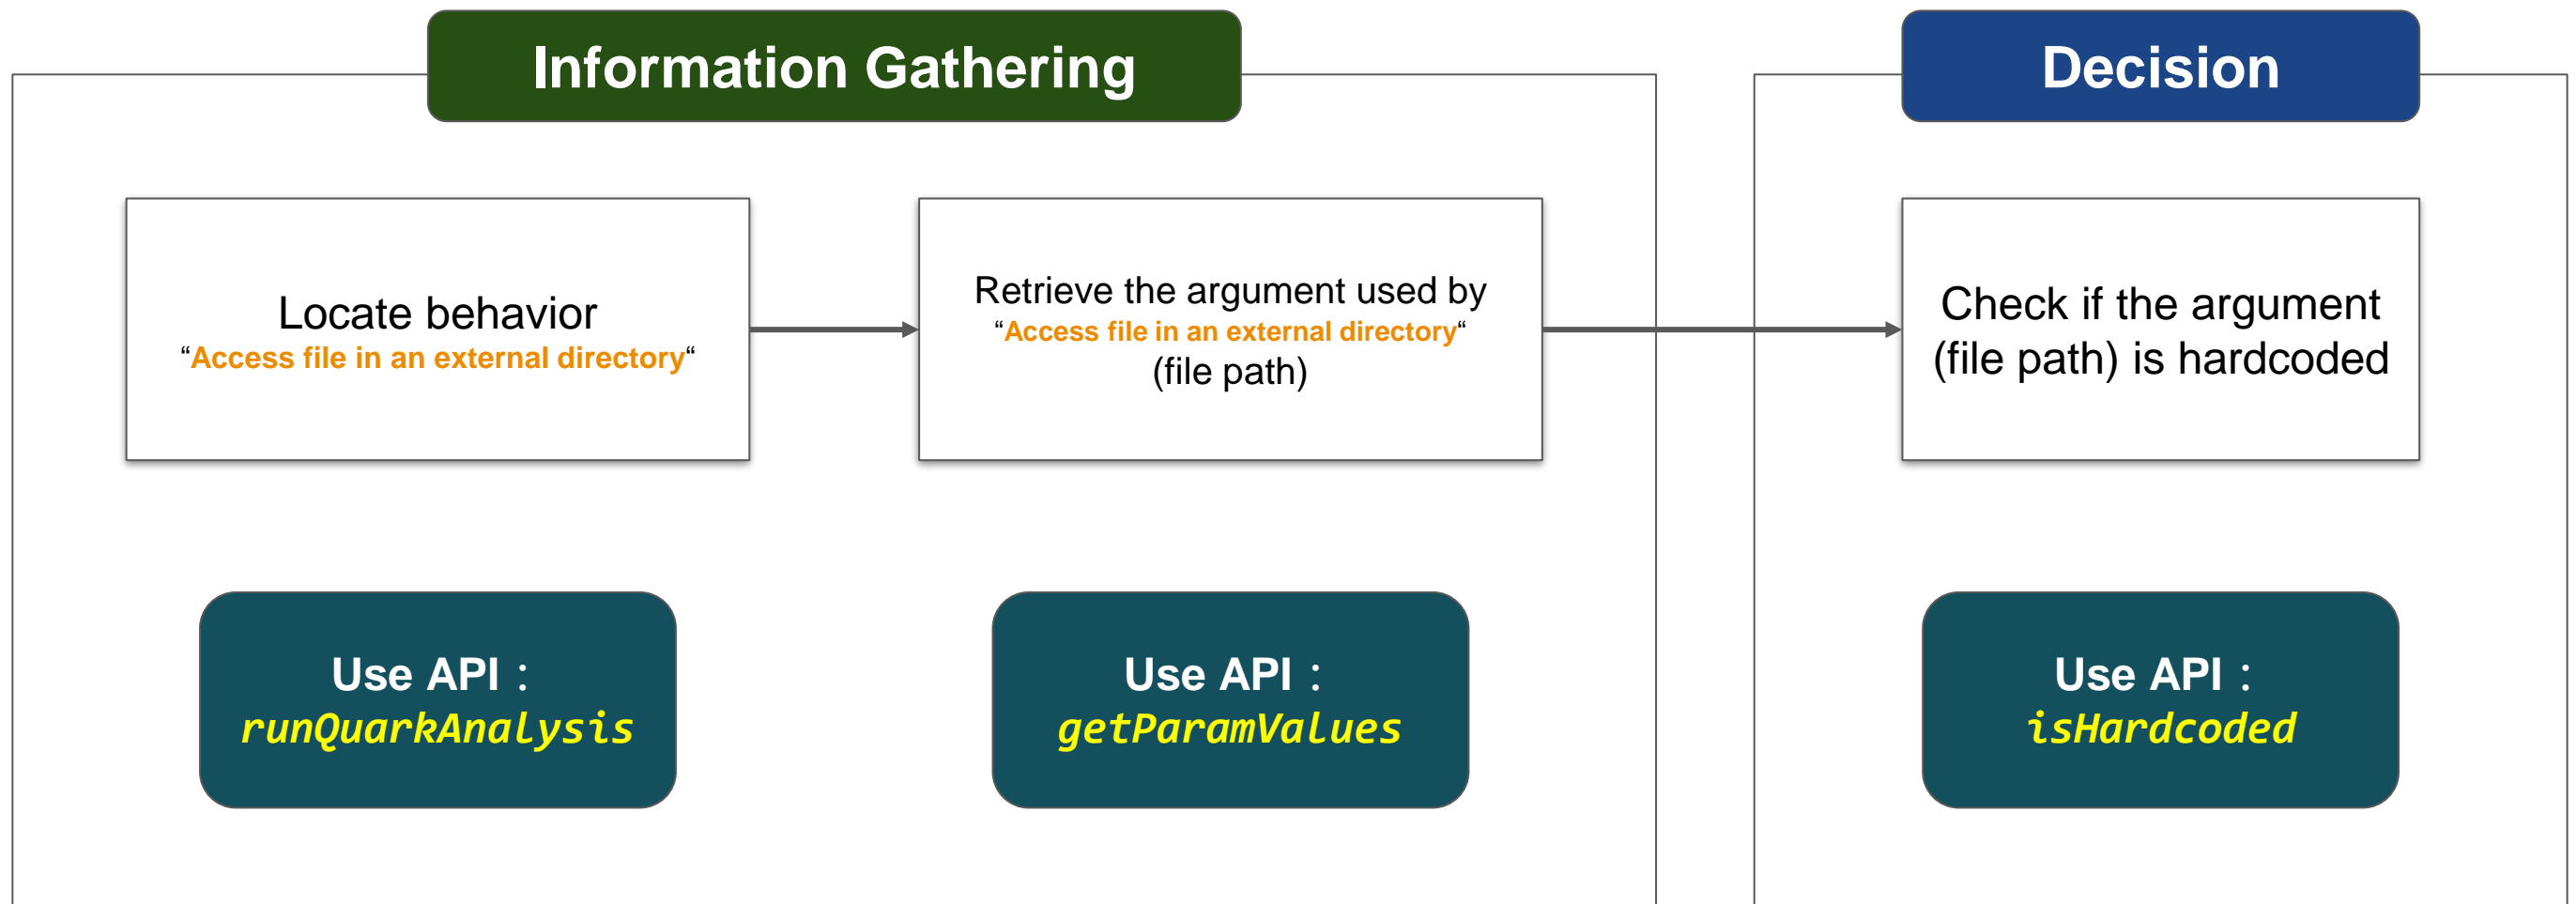 Information Gathering
Decision
Locate behavior
“Access file in an external directory“
Retrieve the argument used by
“Access file in an external directory“
(file path)
Check if the argument
(file path) is hardcoded
Use API：
runQuarkAnalysis
Use API：
getParamValues
Use API：
isHardcoded